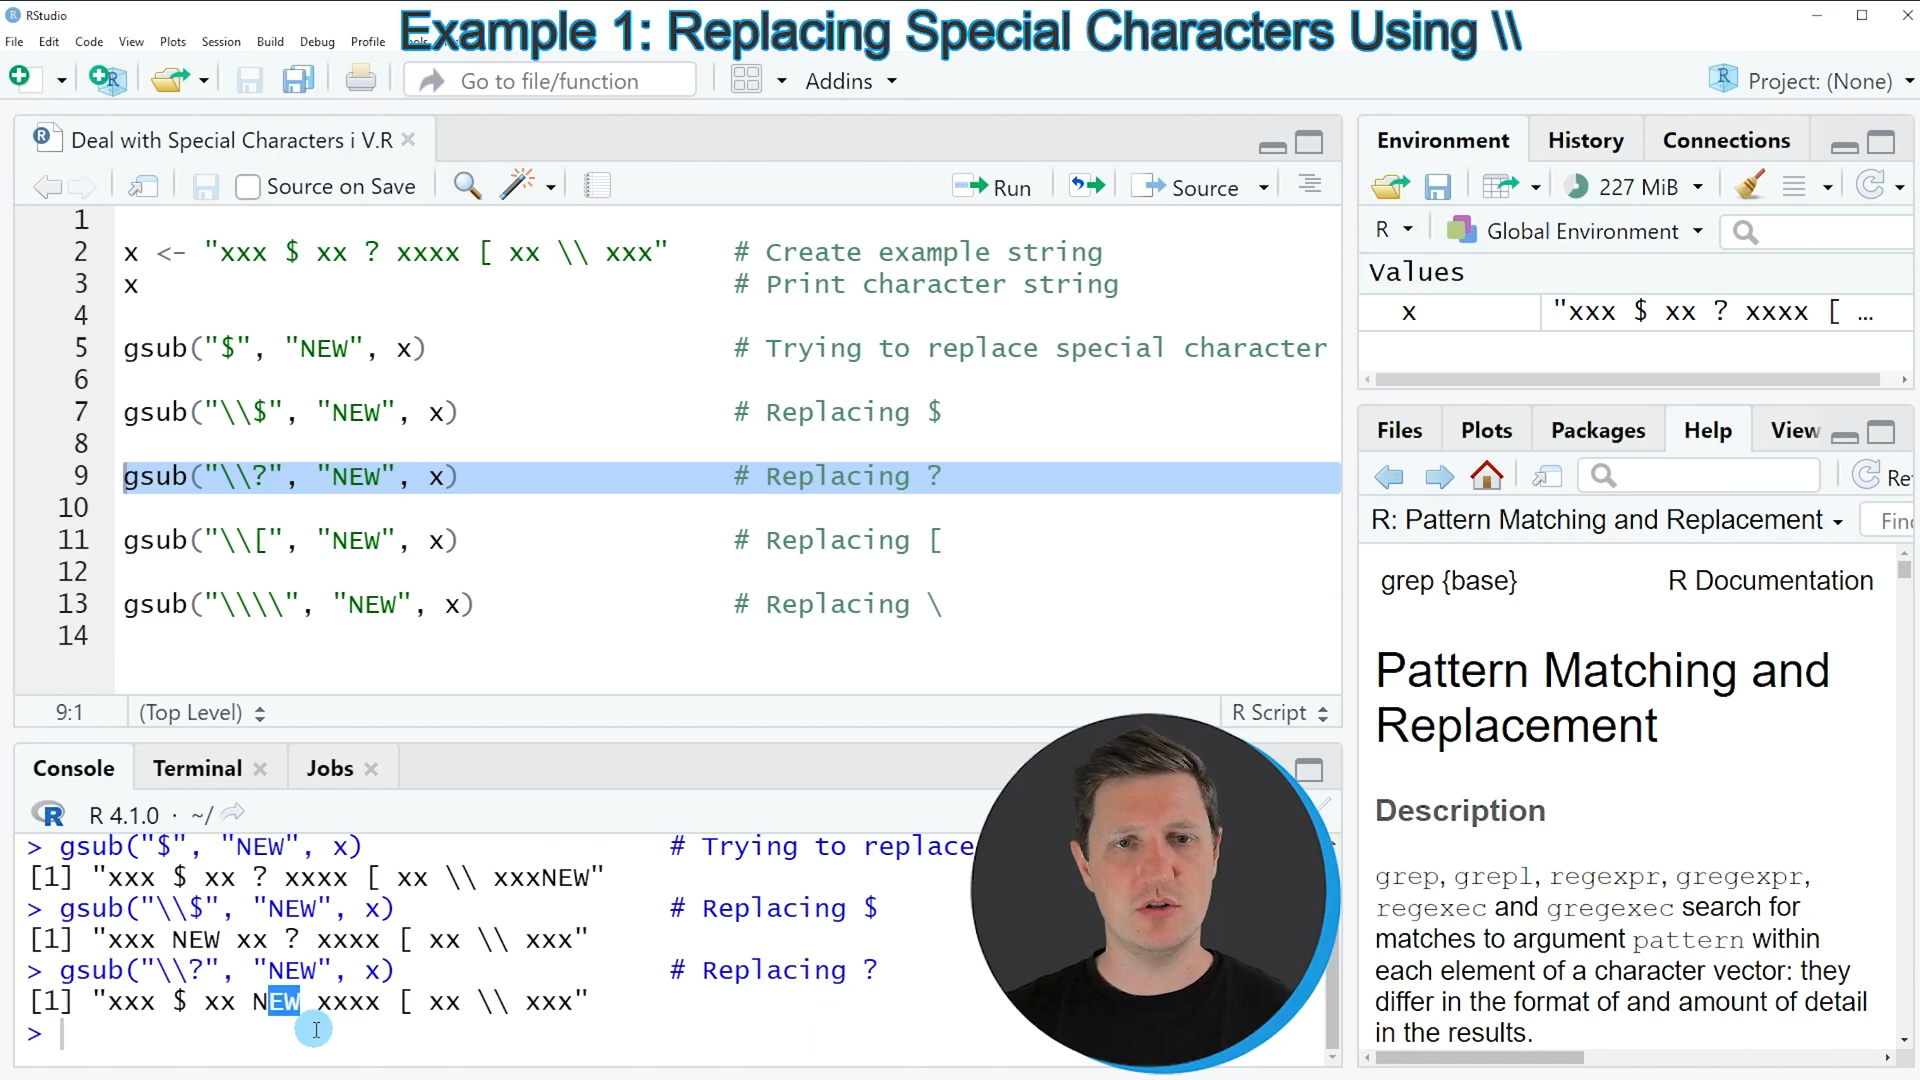 RStudio
Example 1: Replacing Special Characters Using \\
File Edit Code View Plots Session Build Debug Profile
Go to file/function Addins Project: (None)
Deal with Special Characters i V.R
Source on Save Run Source
1
2 x <- "xxx $ xx ? xxxx [ xx \\ xxx" # Create example string
3 x # Print character string
4
5 gsub("$", "NEW", x) # Trying to replace special character
6
7 gsub("\\$", "NEW", x) # Replacing $
8
9 gsub("\\?", "NEW", x) # Replacing ?
10
11 gsub("\\[", "NEW", x) # Replacing [
12
13 gsub("\\\\", "NEW", x) # Replacing \
14
9:1 (Top Level) R Script
Console Terminal Jobs
R 4.1.0 · ~/
> gsub("$", "NEW", x) # Trying to replace
[1] "xxx $ xx ? xxxx [ xx \\ xxxNEW"
> gsub("\\$", "NEW", x) # Replacing $
[1] "xxx NEW xx ? xxxx [ xx \\ xxx"
> gsub("\\?", "NEW", x) # Replacing ?
[1] "xxx $ xx NEW xxxx [ xx \\ xxx"
>
Environment History Connections
227 MiB
R Global Environment
Values
x "xxx $ xx ? xxxx [ …
Files Plots Packages Help View
Re
R: Pattern Matching and Replacement Find
grep {base} R Documentation
Pattern Matching and
Replacement
Description
grep, grepl, regexpr, gregexpr,
regexec and gregexec search for
matches to argument pattern within
each element of a character vector: they
differ in the format of and amount of detail
in the results.